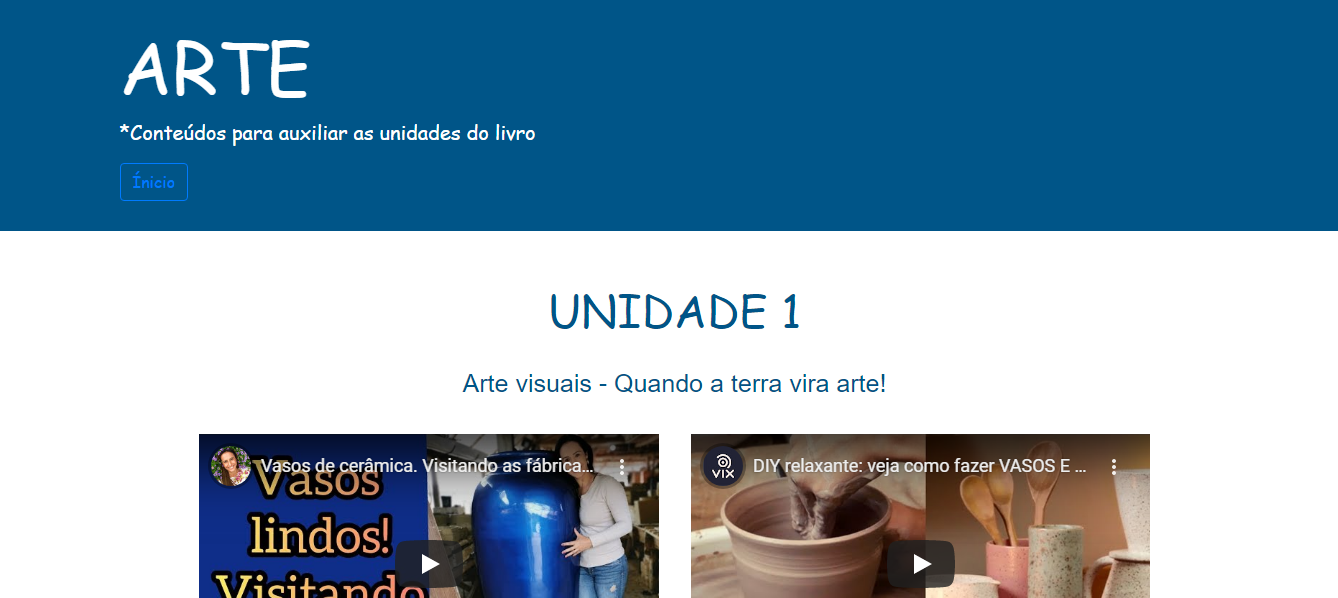 ARTE
*Conteúdos para auxiliar as unidades do livro
Ínicio
UNIDADE 1
Arte visuais - Quando a terra vira arte!
Vasos de cerâmica. Visitando as fábrica...
Vasos
lindos!
Visitando
VIX
DIY relaxante: veja como fazer VASOS E ...